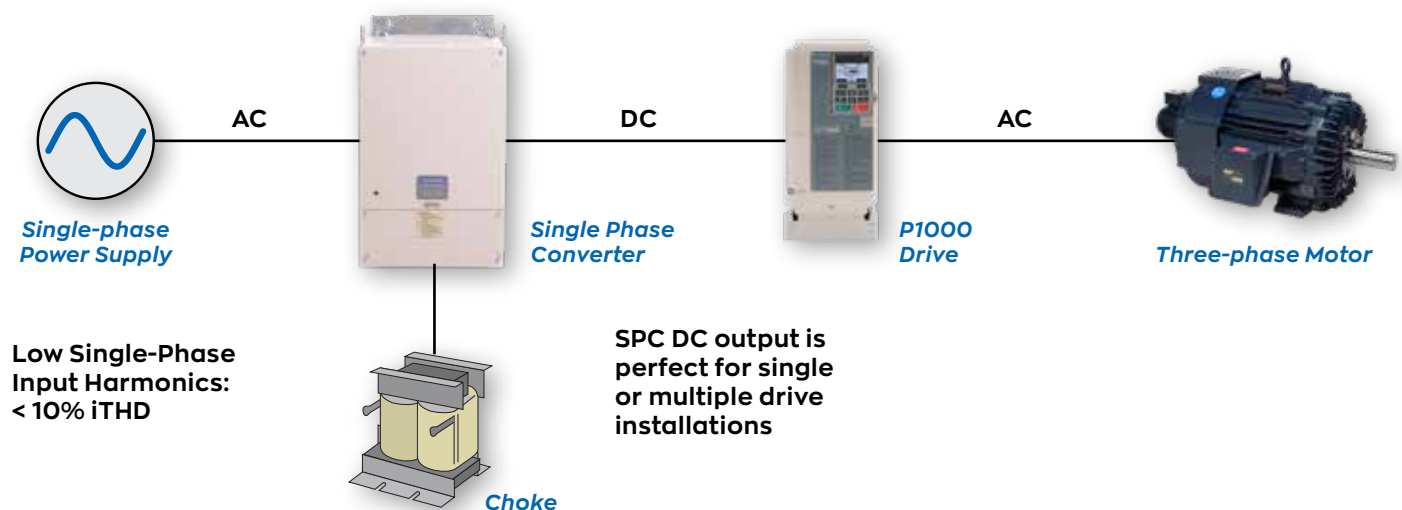 AC
DC
AC
Single-phase
Power Supply
Single Phase
Converter
P1000
Drive
Three-phase Motor
Low Single-Phase
Input Harmonics:
< 10% iTHD
SPC DC output is
perfect for single
or multiple drive
installations
Choke